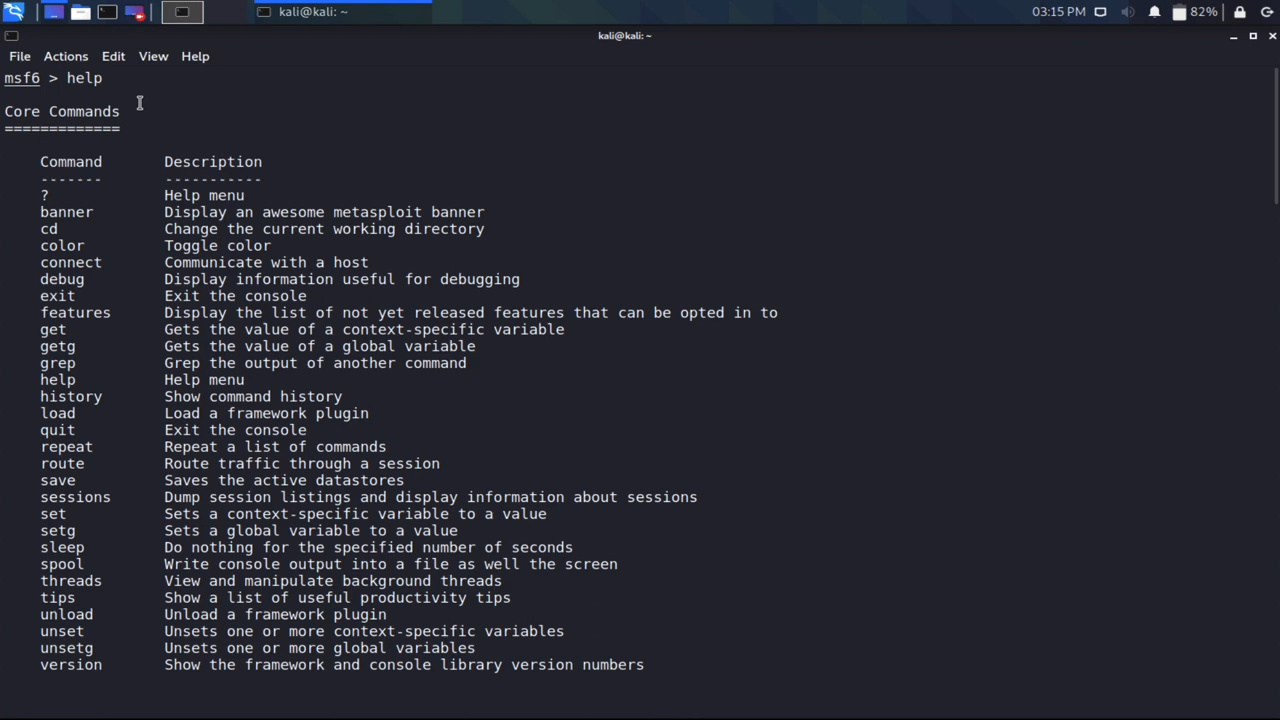 kali@kali: ~
03:15 PM
82%
kali@kali: ~
File Actions Edit View Help
msf6 > help
Core Commands
=============
Command Description
------- -----------
? Help menu
banner Display an awesome metasploit banner
cd Change the current working directory
color Toggle color
connect Communicate with a host
debug Display information useful for debugging
exit Exit the console
features Display the list of not yet released features that can be opted in to
get Gets the value of a context-specific variable
getg Gets the value of a global variable
grep Grep the output of another command
help Help menu
history Show command history
load Load a framework plugin
quit Exit the console
repeat Repeat a list of commands
route Route traffic through a session
save Saves the active datastores
sessions Dump session listings and display information about sessions
set Sets a context-specific variable to a value
setg Sets a global variable to a value
sleep Do nothing for the specified number of seconds
spool Write console output into a file as well the screen
threads View and manipulate background threads
tips Show a list of useful productivity tips
unload Unload a framework plugin
unset Unsets one or more context-specific variables
unsetg Unsets one or more global variables
version Show the framework and console library version numbers